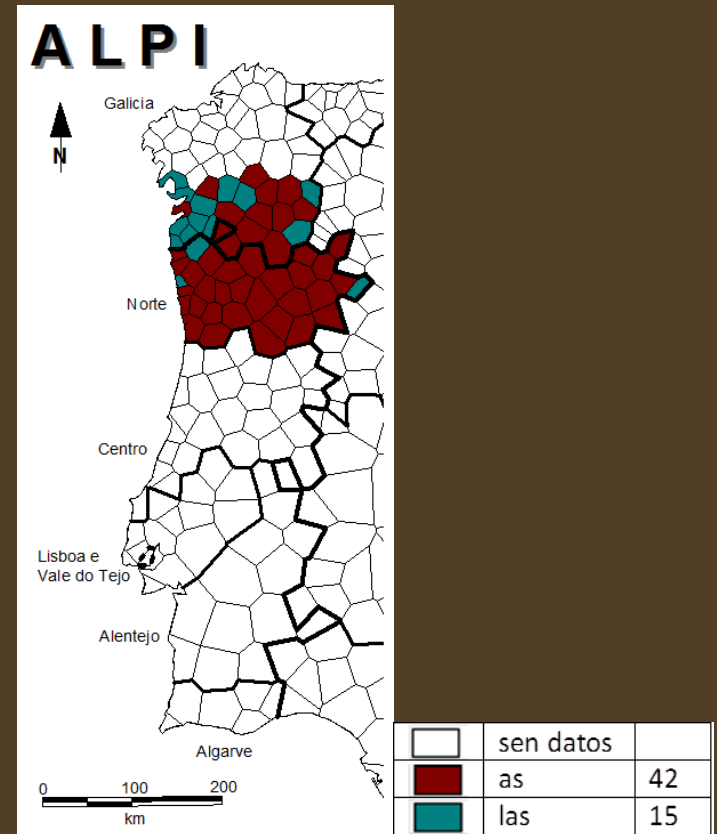 ALPI
Galicia
N
Norte
Centro
Lisboa e
Vale do Tejo
Alentejo
Algarve
0 100 200
km
sen datos
as 42
las 15